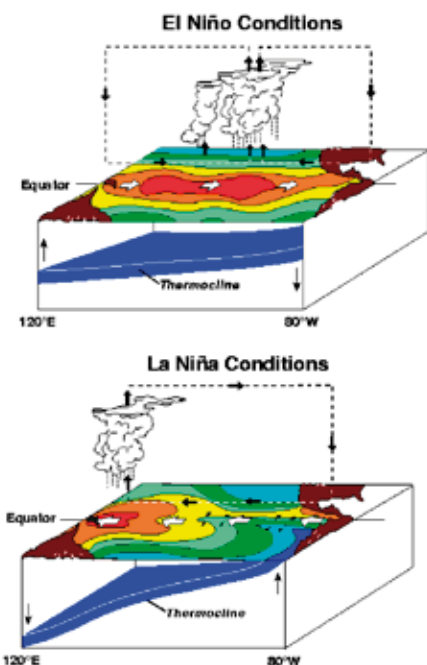 El Niño Conditions
Equator
Thermocline
120°E 80°W
La Niña Conditions
Equator
Thermocline
120°E 80°W